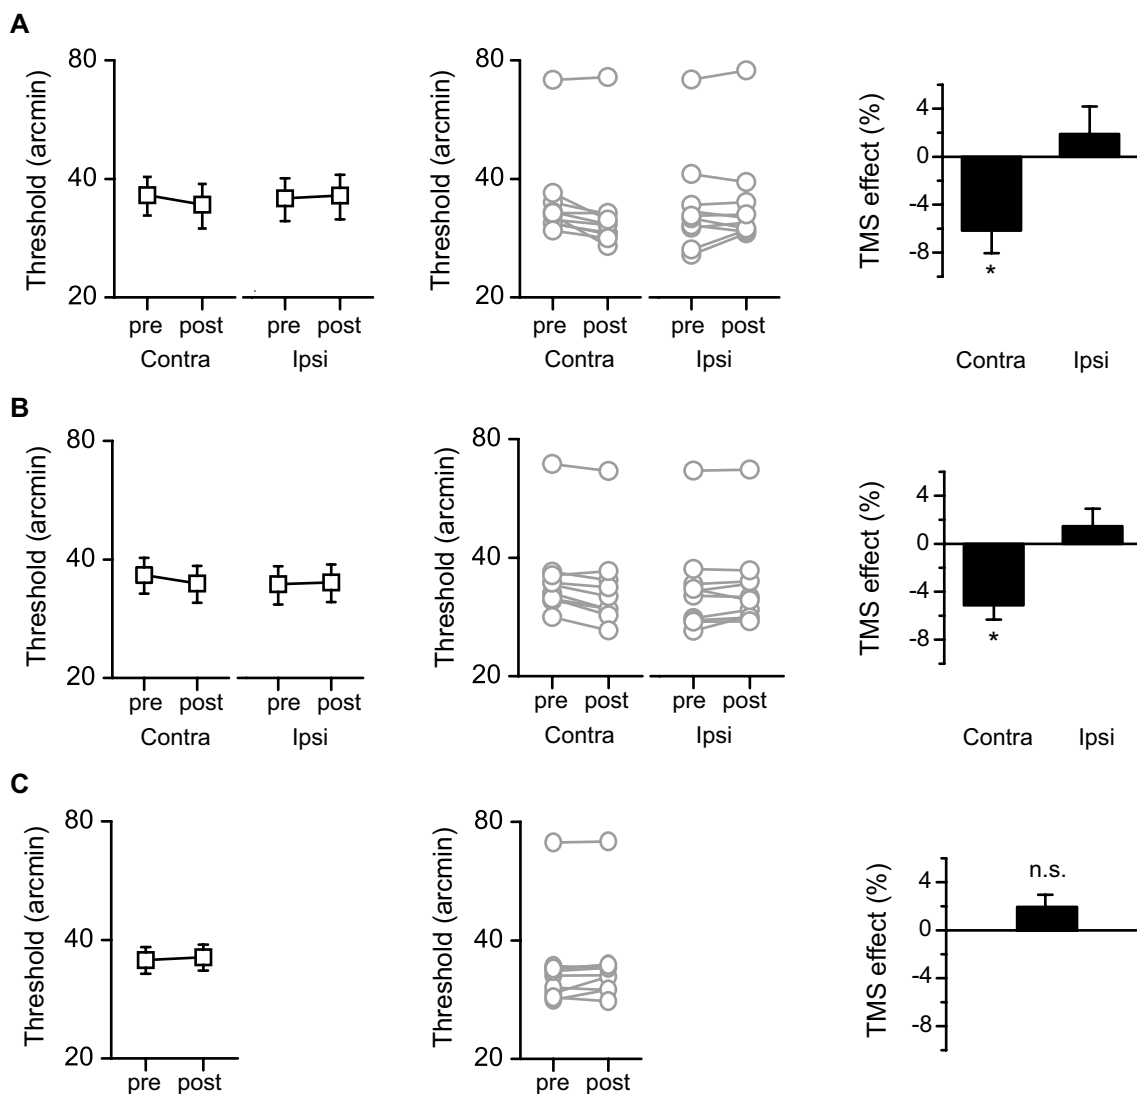 A
Threshold (arcmin)
80
40
20
pre post pre post
Contra Ipsi
Threshold (arcmin)
80
40
20
pre post pre post
Contra Ipsi
TMS effect (%)
4
0
-4
-8
*
Contra Ipsi
B
Threshold (arcmin)
80
40
20
pre post pre post
Contra Ipsi
Threshold (arcmin)
80
40
20
pre post pre post
Contra Ipsi
TMS effect (%)
4
0
-4
-8
*
Contra Ipsi
C
Threshold (arcmin)
80
40
20
pre post
Threshold (arcmin)
80
40
20
pre post
TMS effect (%)
n.s.
4
0
-4
-8